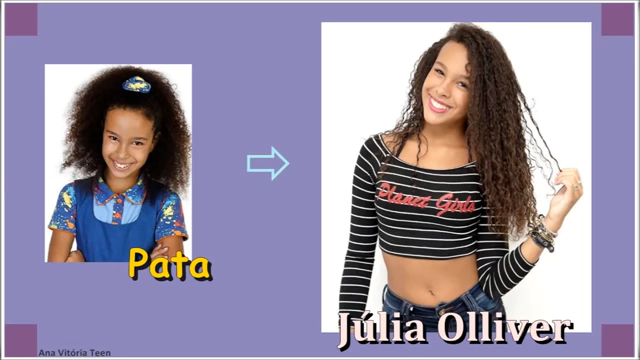 Planet Girls
Pata
Júlia Olliver
Ana Vitória Teen